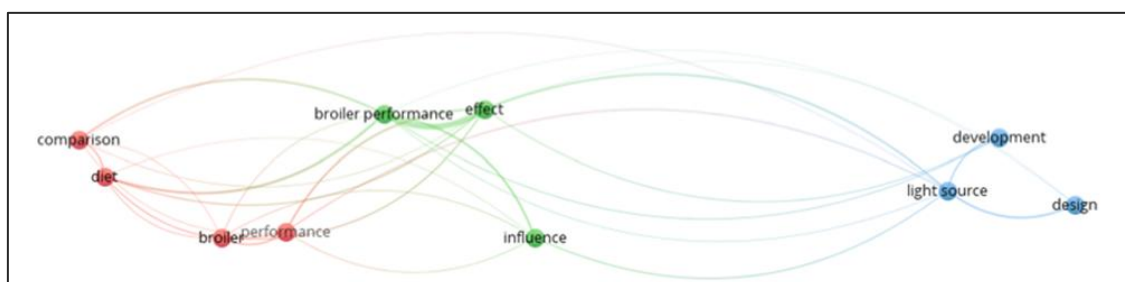 broiler performance
effect
comparison
development
diet
light source
design
broiler
performance
influence